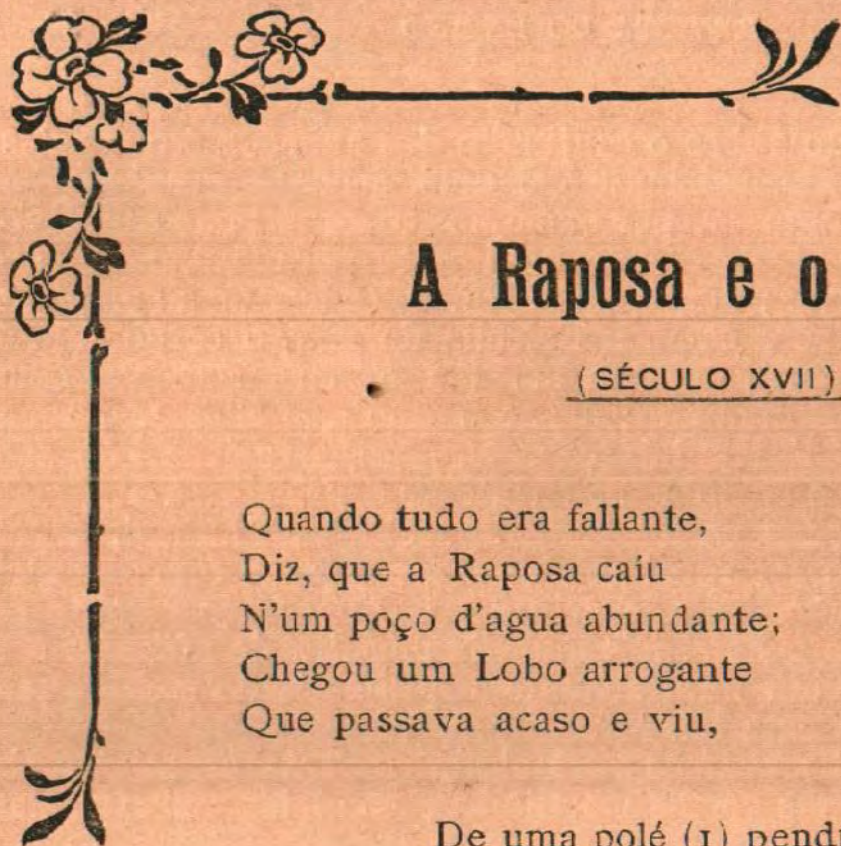 A Raposa e o
(SÉCULO XVII)
Quando tudo era fallante,
Diz, que a Raposa caiu
N'um poço d'agua abundante;
Chegou um Lobo arrogante
Que passava acaso e viu,
De uma polé (1)